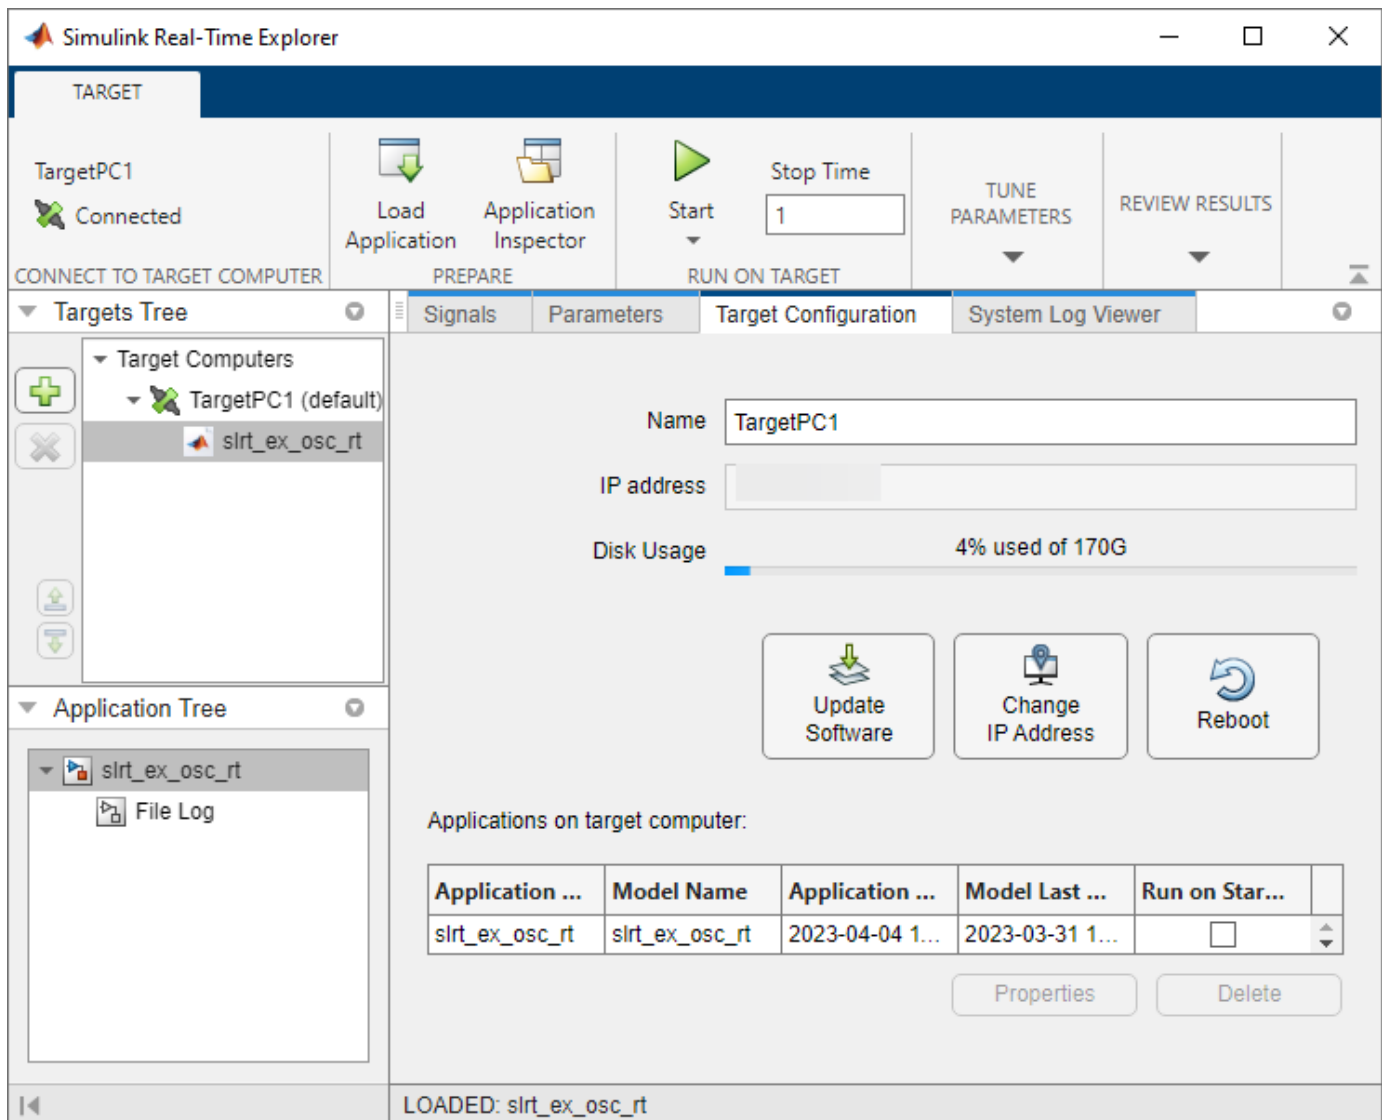 Simulink Real-Time Explorer
TARGET
TargetPC1
Connected
CONNECT TO TARGET COMPUTER
Load
Application
Application
Inspector
PREPARE
Start
Stop Time
1
RUN ON TARGET
TUNE
PARAMETERS
REVIEW RESULTS
Targets Tree
Target Computers
TargetPC1 (default)
slrt_ex_osc_rt
Application Tree
slrt_ex_osc_rt
File Log
Signals
Parameters
Target Configuration
System Log Viewer
Name
TargetPC1
IP address
Disk Usage
4% used of 170G
Update
Software
Change
IP Address
Reboot
Applications on target computer:
Application ... Model Name Application ... Model Last ... Run on Star...
slrt_ex_osc_rt slrt_ex_osc_rt 2023-04-04 1... 2023-03-31 1...
Properties
Delete
LOADED: slrt_ex_osc_rt